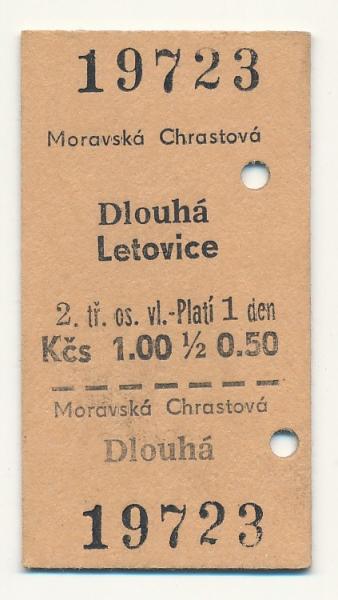 19723
Moravská Chrastová
Dlouhá
Letovice
2. tř. os. vl.-Platí 1 den
Kčs 1.00 ½ 0.50
Moravská Chrastová
Dlouhá
19723